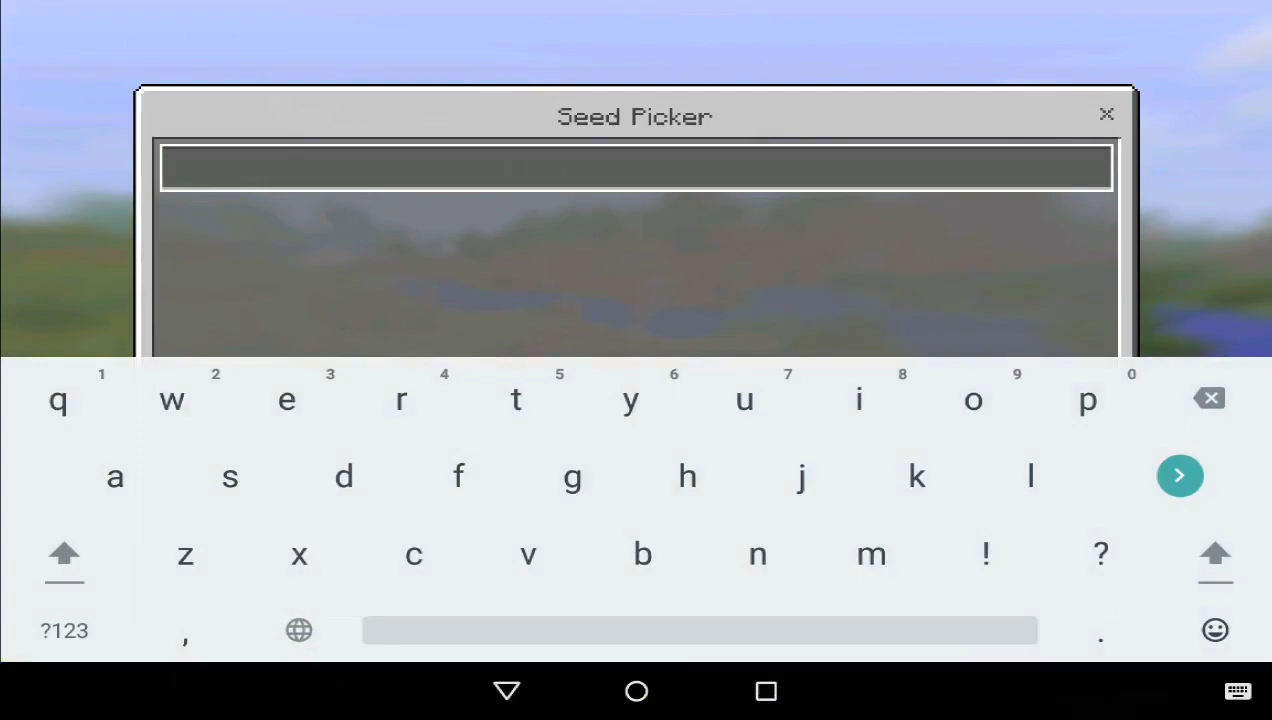 Seed Picker
1 2 3 4 5 6 7 8 9 0
q w e r t y u i o p
a s d f g h j k l
z x c v b n m ! ?
?123 , .